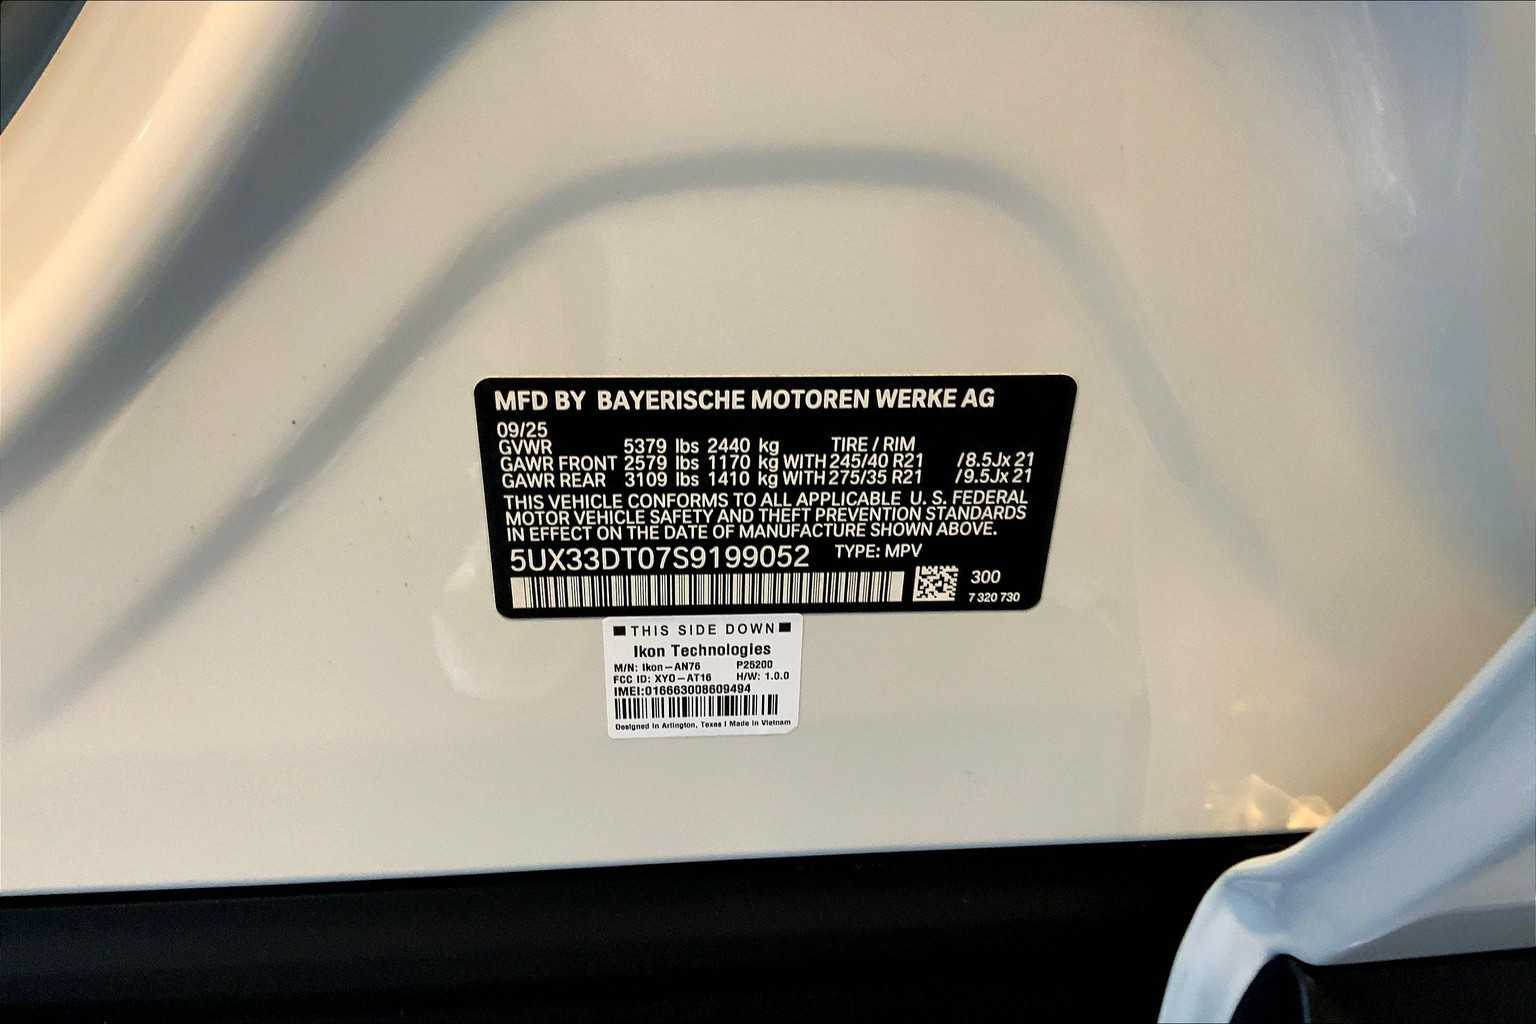 MFD BY BAYERISCHE MOTOREN WERKE AG
09/25
GVWR 5379 lbs 2440 kg TIRE / RIM
GAWR FRONT 2579 lbs 1170 kg WITH 245/40 R21 /8.5Jx21
GAWR REAR 3109 lbs 1410 kg WITH 275/35 R21 /9.5Jx21
THIS VEHICLE CONFORMS TO ALL APPLICABLE U. S. FEDERAL
MOTOR VEHICLE SAFETY AND THEFT PREVENTION STANDARDS
IN EFFECT ON THE DATE OF MANUFACTURE SHOWN ABOVE.
5UX33DT07S9199052 TYPE: MPV
300
7 320 730
THIS SIDE DOWN
Ikon Technologies
M/N: Ikon-AN76 P25200
FCC ID: XYO-AT16 H/W: 1.0.0
IMEI:016663008609494
Designed in Arlington, Texas | Made in Vietnam